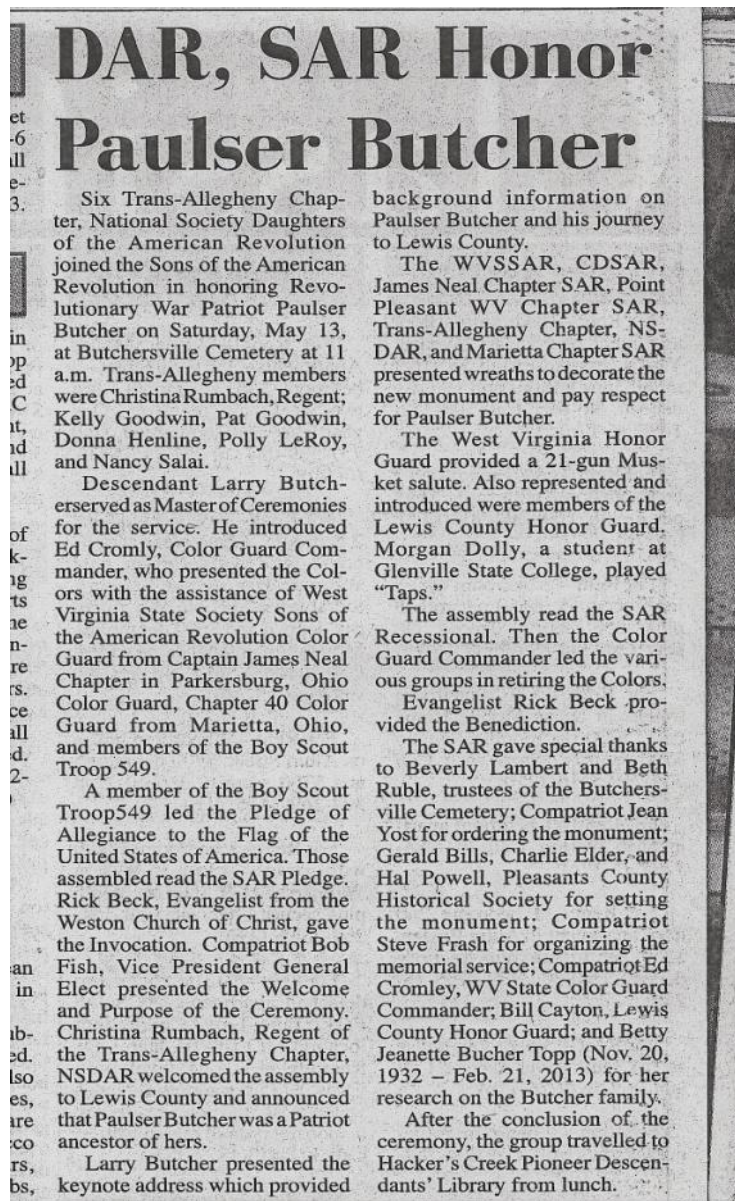 DAR, SAR Honor
Paulser Butcher
Six Trans-Allegheny Chap-
ter, National Society Daughters
of the American Revolution
joined the Sons of the American
Revolution in honoring Revo-
lutionary War Patriot Paulser
Butcher on Saturday, May 13,
at Butchersville Cemetery at 11
a.m. Trans-Allegheny members
were Christina Rumbach, Regent;
Kelly Goodwin, Pat Goodwin,
Donna Henline, Polly LeRoy,
and Nancy Salai.
Descendant Larry Butch-
erserved as Master of Ceremonies
for the service. He introduced
Ed Cromly, Color Guard Com-
mander, who presented the Col-
ors with the assistance of West
Virginia State Society Sons of
the American Revolution Color
Guard from Captain James Neal
Chapter in Parkersburg, Ohio
Color Guard, Chapter 40 Color
Guard from Marietta, Ohio,
and members of the Boy Scout
Troop 549.
A member of the Boy Scout
Troop549 led the Pledge of
Allegiance to the Flag of the
United States of America. Those
assembled read the SAR Pledge.
Rick Beck, Evangelist from the
Weston Church of Christ, gave
the Invocation. Compatriot Bob
Fish, Vice President General
Elect presented the Welcome
and Purpose of the Ceremony.
Christina Rumbach, Regent of
the Trans-Allegheny Chapter,
NSDAR welcomed the assembly
to Lewis County and announced
that Paulser Butcher was a Patriot
ancestor of hers.
Larry Butcher presented the
keynote address which provided
background information on
Paulser Butcher and his journey
to Lewis County.
The WVSSAR, CDSAR,
James Neal Chapter SAR, Point
Pleasant WV Chapter SAR,
Trans-Allegheny Chapter, NS-
DAR, and Marietta Chapter SAR
presented wreaths to decorate the
new monument and pay respect
for Paulser Butcher.
The West Virginia Honor
Guard provided a 21-gun Mus-
ket salute. Also represented and
introduced were members of the
Lewis County Honor Guard.
Morgan Dolly, a student at
Glenville State College, played
“Taps.”
The assembly read the SAR
Recessional. Then the Color
Guard Commander led the vari-
ous groups in retiring the Colors.
Evangelist Rick Beck pro-
vided the Benediction.
The SAR gave special thanks
to Beverly Lambert and Beth
Ruble, trustees of the Butchers-
ville Cemetery; Compatriot Jean
Yost for ordering the monument;
Gerald Bills, Charlie Elder, and
Hal Powell, Pleasants County
Historical Society for setting
the monument; Compatriot
Steve Frash for organizing the
memorial service; Compatriot Ed
Cromley, WV State Color Guard
Commander; Bill Cayton, Lewis
County Honor Guard; and Betty
Jeanette Bucher Topp (Nov. 20,
1932 – Feb. 21, 2013) for her
research on the Butcher family.
After the conclusion of the
ceremony, the group travelled to
Hacker's Creek Pioneer Descen-
dants' Library from lunch.